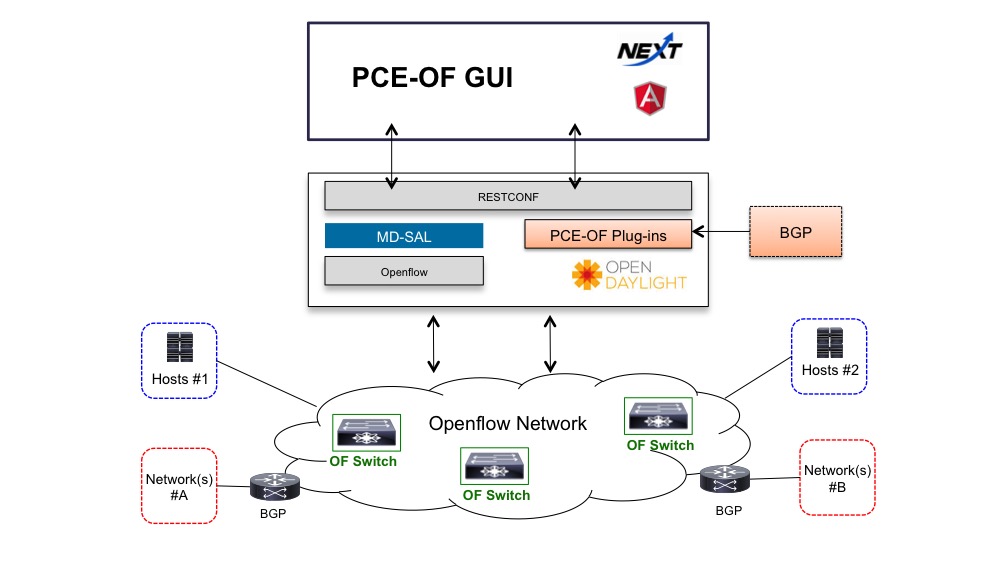 NEXT
PCE-OF GUI
A
RESTCONF
MD-SAL
PCE-OF Plug-ins
BGP
Openflow
OPEN
DAYLIGHT
Hosts #1
Hosts #2
Openflow Network
OF Switch
OF Switch
OF Switch
Network(s)
#A
BGP
Network(s)
#B
BGP